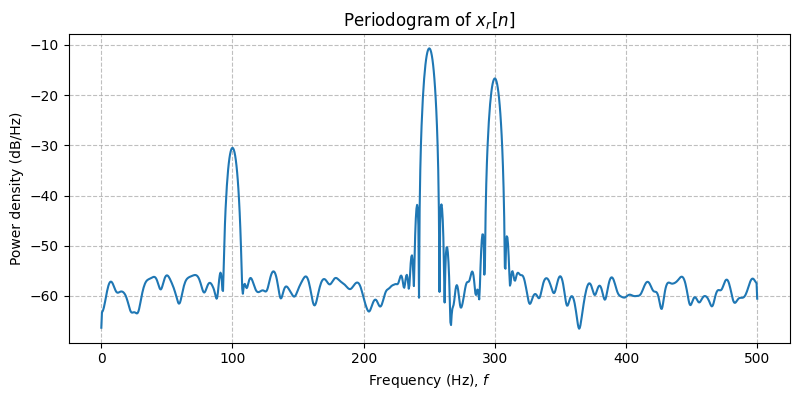 Periodogram of $x_r[n]$
Power density (dB/Hz)
−10
−20
−30
−40
−50
−60
0 100 200 300 400 500
Frequency (Hz), $f$